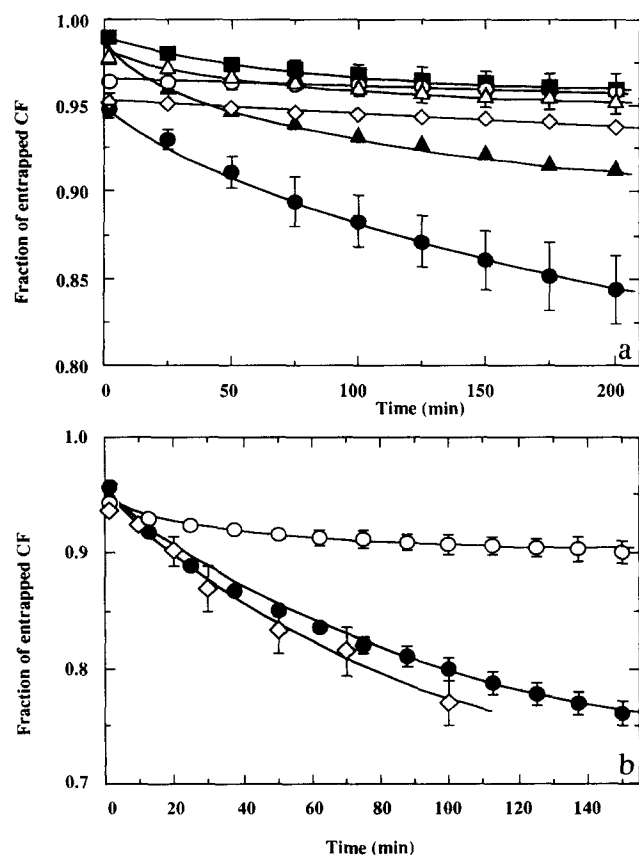 1.00
0.95
0.90
0.85
0.80
Fraction of entrapped CF
0 50 100 150 200
Time (min)
a
1.0
0.9
0.8
0.7
Fraction of entrapped CF
0 20 40 60 80 100 120 140
Time (min)
b